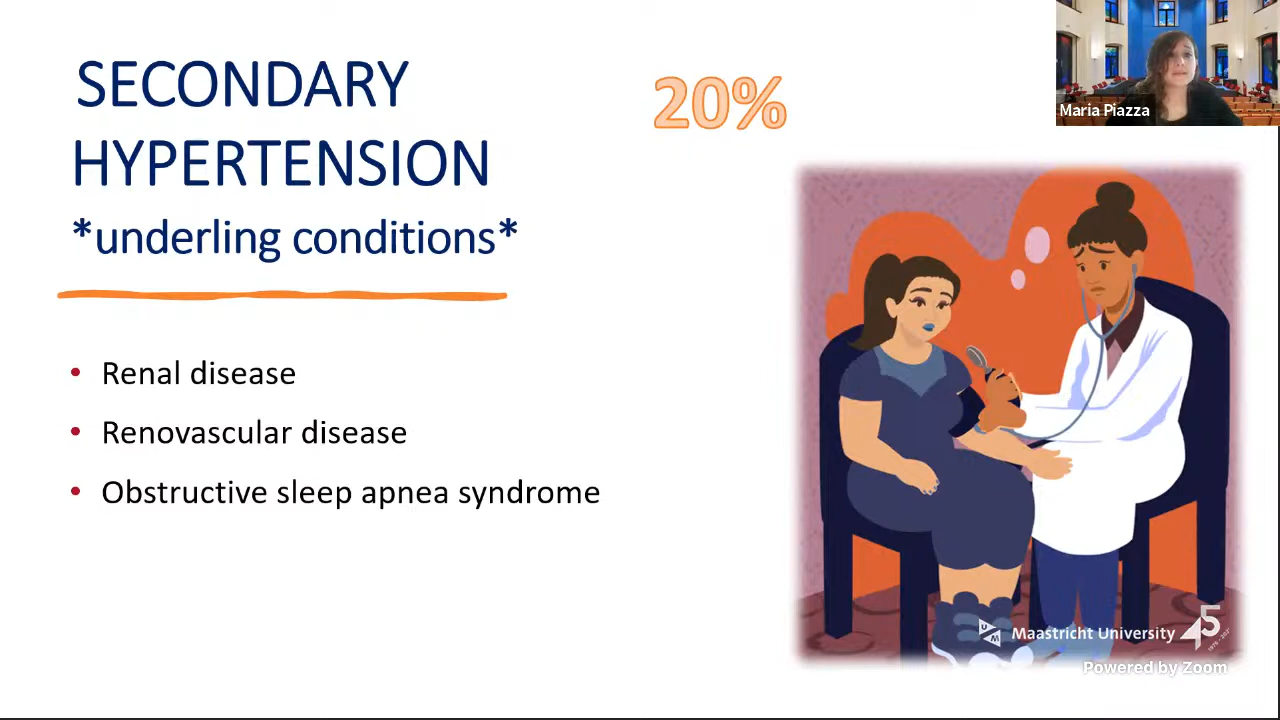 SECONDARY
HYPERTENSION
*underling conditions*
20%
Maria Piazza
• Renal disease
• Renovascular disease
• Obstructive sleep apnea syndrome
Maastricht University
45
Powered by Zoom